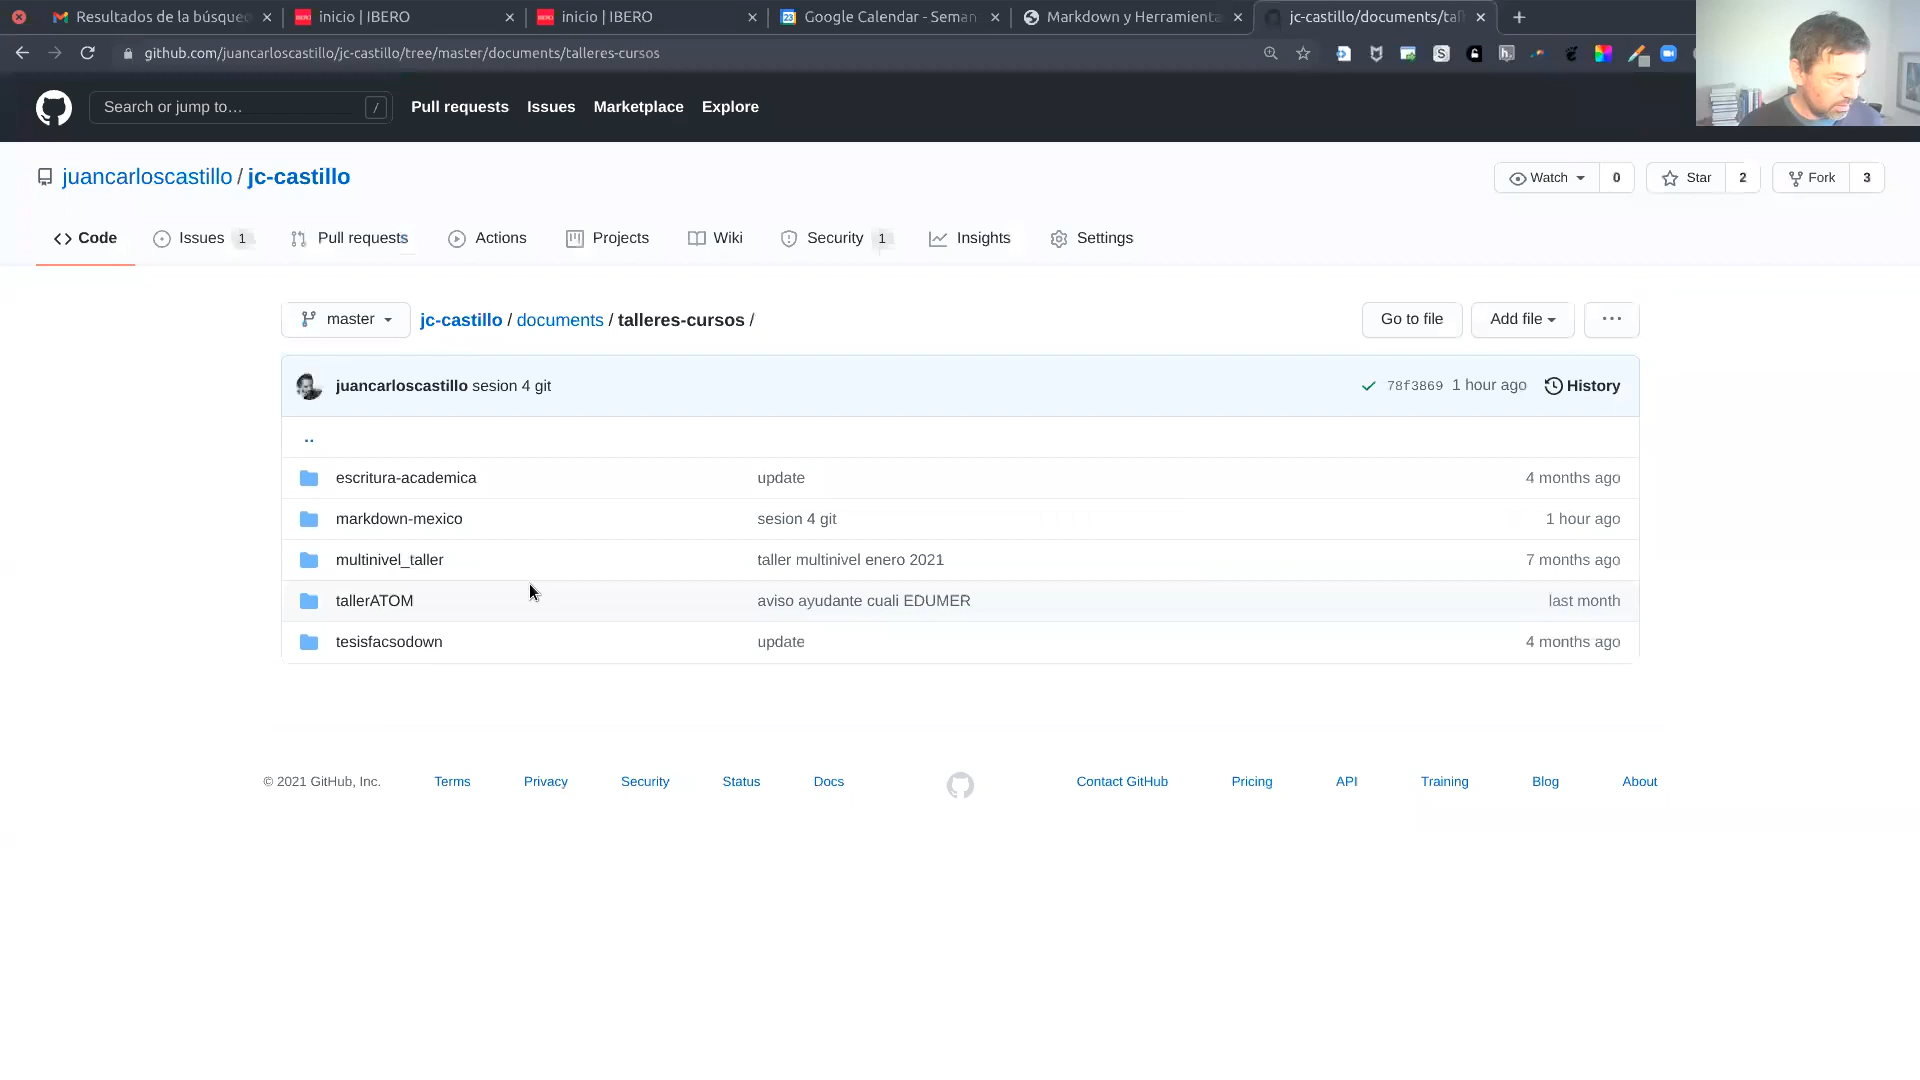 Resultados de la búsqued
inicio | IBERO
inicio | IBERO
23
Google Calendar - Seman
Markdown y Herramienta
jc-castillo/documents/tal
github.com/juancarloscastillo/jc-castillo/tree/master/documents/talleres-cursos
Search or jump to…
/
Pull requests
Issues
Marketplace
Explore
juancarloscastillo / jc-castillo
Watch 0
Star 2
Fork 3
Code
Issues 1
Pull requests
Actions
Projects
Wiki
Security 1
Insights
Settings
master
jc-castillo / documents / talleres-cursos /
Go to file
Add file
...
juancarloscastillo sesion 4 git
78f3869 1 hour ago
History
..
escritura-academica update 4 months ago
markdown-mexico sesion 4 git 1 hour ago
multinivel_taller taller multinivel enero 2021 7 months ago
tallerATOM aviso ayudante cuali EDUMER last month
tesisfacsodown update 4 months ago
© 2021 GitHub, Inc. Terms Privacy Security Status Docs Contact GitHub Pricing API Training Blog About